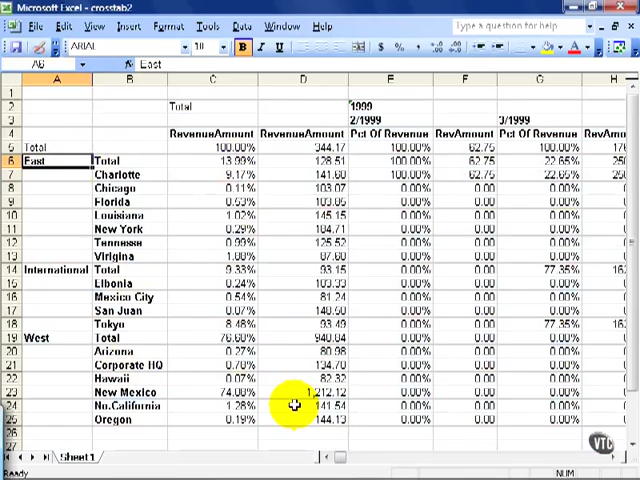 Microsoft Excel - crosstab2
File Edit View Insert Format Tools Data Window Help Type a question for help
ARIAL 10 B I U $ %
A6 fx East
A B C D E F G H
1
2 Total 1999
3 2/1999 3/1999
4 RevenueAmount RevenueAmount Pct Of Revenue RevAmount Pct Of Revenue RevAm
5 Total 100.00% 344.17 100.00% 62.75 100.00% 176
6 East Total 13.99% 128.51 100.00% 62.75 22.65% 250
7 Charlotte 9.17% 141.60 100.00% 62.75 22.65% 250
8 Chicago 0.11% 103.07 0.00% 0.00 0.00%
9 Florida 0.53% 103.05 0.00% 0.00 0.00%
10 Louisiana 1.02% 145.15 0.00% 0.00 0.00%
11 New York 0.29% 104.71 0.00% 0.00 0.00%
12 Tennesse 0.99% 125.52 0.00% 0.00 0.00%
13 Virigina 87.60 0.00% 0.00 0.00%
14 International Total 9.33% 93.15 0.00% 0.00 77.35% 162
15 Elbonia 0.24% 103.33 0.00% 0.00 0.00%
16 Mexico City 0.54% 81.24 0.00% 0.00 0.00%
17 San Juan 0.07% 140.50 0.00% 0.00 0.00%
18 Tokyo 8.48% 93.49 0.00% 0.00 77.35% 162
19 West Total 76.60% 940.04 0.00% 0.00 0.00%
20 Arizona 0.27% 80.98 0.00% 0.00 0.00%
21 Corporate HQ 0.70% 134.70 0.00% 0.00 0.00%
22 Hawaii 0.07% 82.32 0.00% 0.00 0.00%
23 New Mexico 74.08% 1,212.12 0.00% 0.00 0.00%
24 No.California 1.28% 141.54 0.00% 0.00 0.00%
25 Oregon 0.19% 144.13 0.00% 0.00 0.00%
26
27
VTC
Sheet1
Ready NUM